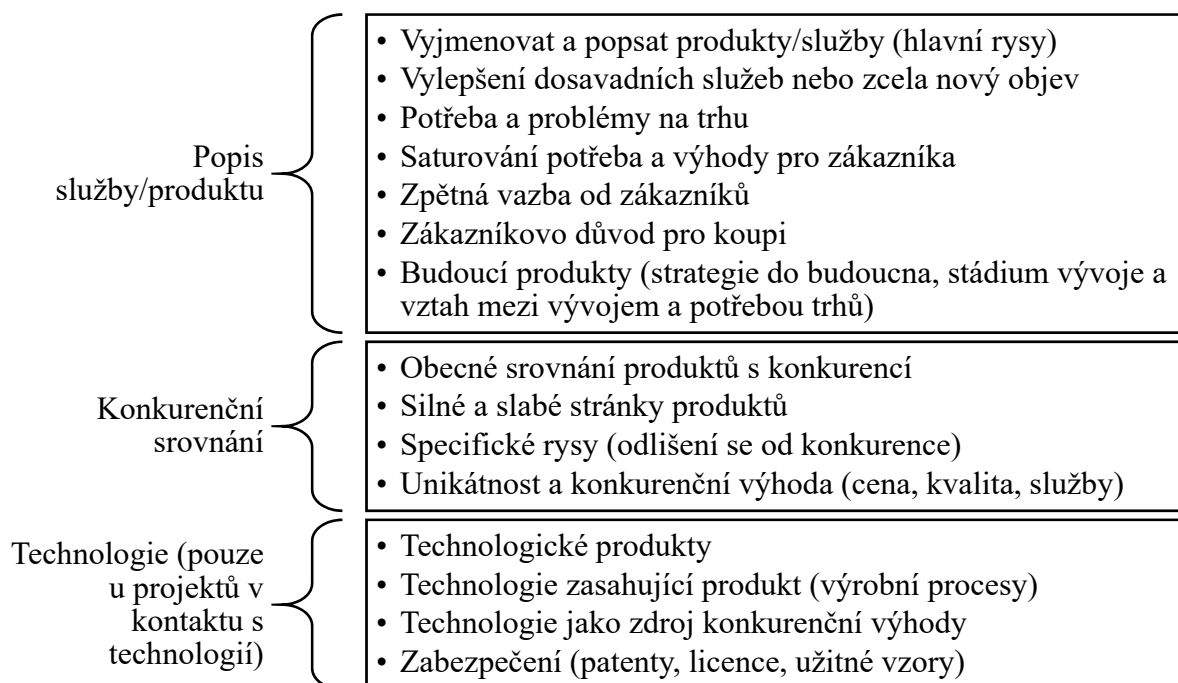 Popis
služby/produktu
• Vyjmenovat a popsat produkty/služby (hlavní rysy)
• Vylepšení dosavadních služeb nebo zcela nový objev
• Potřeba a problémy na trhu
• Saturování potřeba a výhody pro zákazníka
• Zpětná vazba od zákazníků
• Zákazníkovo důvod pro koupi
• Budoucí produkty (strategie do budoucna, stádium vývoje a
vztah mezi vývojem a potřebou trhů)
Konkurenční
srovnání
• Obecné srovnání produktů s konkurencí
• Silné a slabé stránky produktů
• Specifické rysy (odlišení se od konkurence)
• Unikátnost a konkurenční výhoda (cena, kvalita, služby)
Technologie (pouze
u projektů v
kontaktu s
technologií)
• Technologické produkty
• Technologie zasahující produkt (výrobní procesy)
• Technologie jako zdroj konkurenční výhody
• Zabezpečení (patenty, licence, užitné vzory)